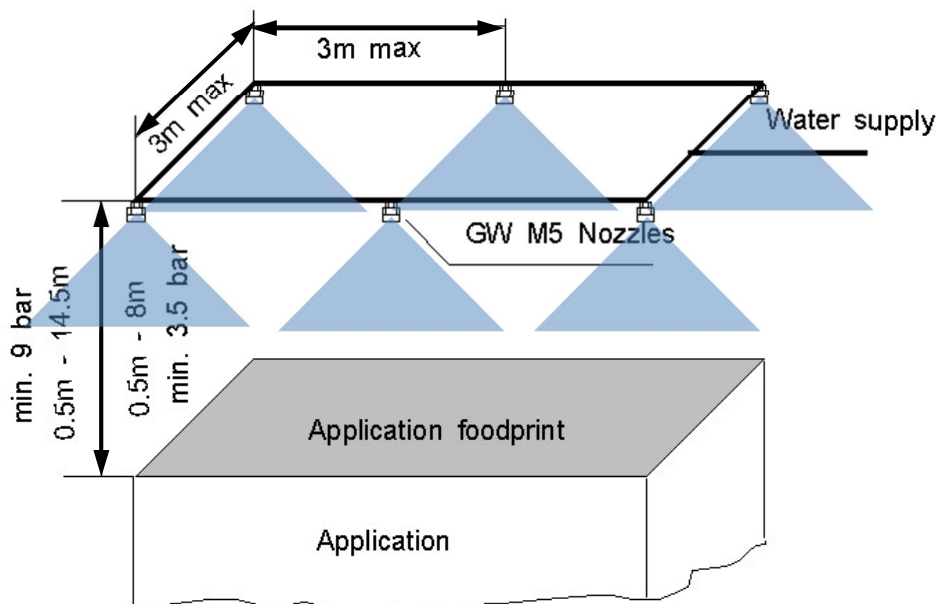 3m max
3m max
Water supply
GW M5 Nozzles
min. 9 bar
0.5m - 14.5m
0.5m - 8m
min. 3.5 bar
Application foodprint
Application